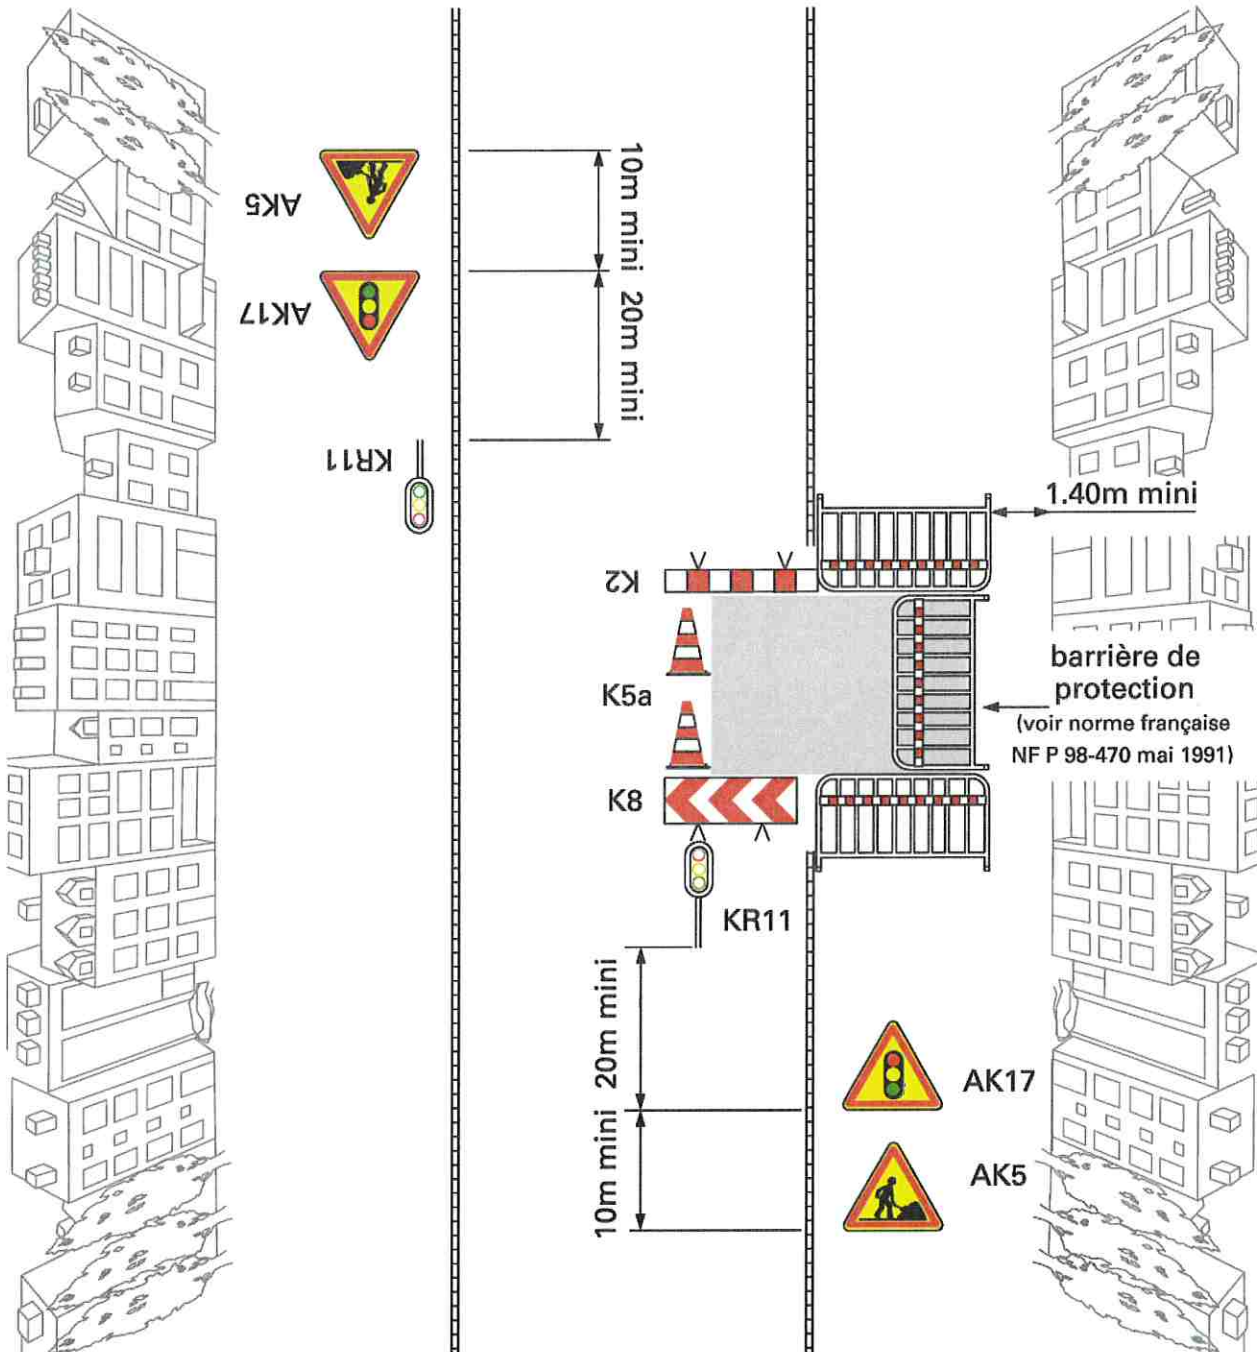 AK5
10m mini
AK17
20m mini
KR11
1.40m mini
K2
K5a
barrière de
protection
(voir norme française
NF P 98-470 mai 1991)
K8
KR11
20m mini
AK17
10m mini
AK5